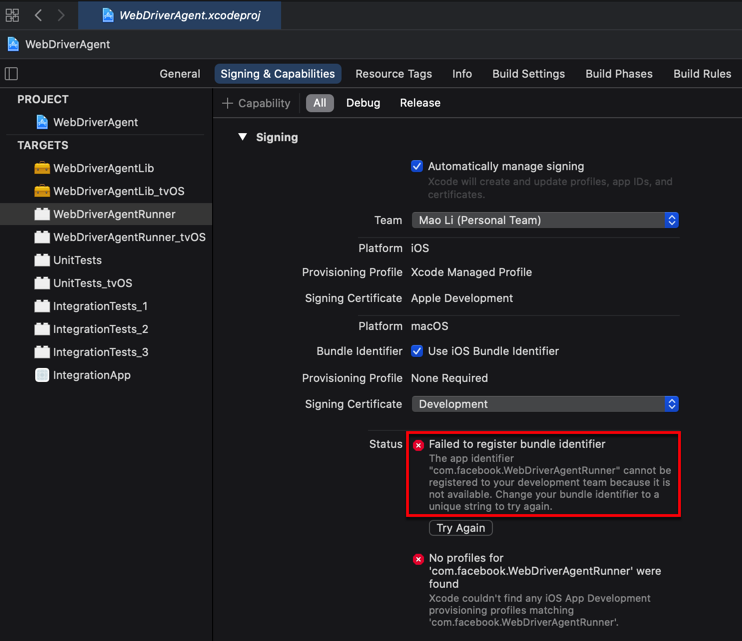 WebDriverAgent.xcodeproj
WebDriverAgent
General Signing & Capabilities Resource Tags Info Build Settings Build Phases Build Rules
PROJECT
WebDriverAgent
TARGETS
WebDriverAgentLib
WebDriverAgentLib_tvOS
WebDriverAgentRunner
WebDriverAgentRunner_tvOS
UnitTests
UnitTests_tvOS
IntegrationTests_1
IntegrationTests_2
IntegrationTests_3
IntegrationApp
+ Capability All Debug Release
Signing
Automatically manage signing
Xcode will create and update profiles, app IDs, and
certificates.
Team Mao Li (Personal Team)
Platform iOS
Provisioning Profile Xcode Managed Profile
Signing Certificate Apple Development
Platform macOS
Bundle Identifier Use iOS Bundle Identifier
Provisioning Profile None Required
Signing Certificate Development
Status Failed to register bundle identifier
The app identifier
"com.facebook.WebDriverAgentRunner" cannot be
registered to your development team because it is
not available. Change your bundle identifier to a
unique string to try again.
Try Again
No profiles for
'com.facebook.WebDriverAgentRunner' were
found
Xcode couldn't find any iOS App Development
provisioning profiles matching
'com.facebook.WebDriverAgentRunner'.